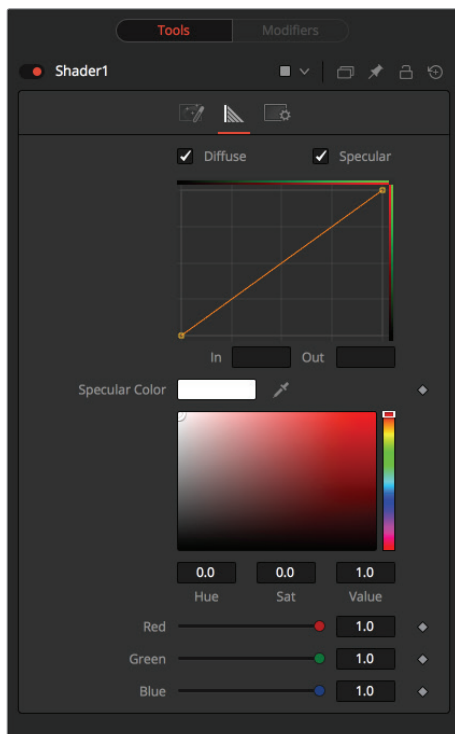 Tools Modifiers
Shader1
Diffuse Specular
In Out
Specular Color
0.0 0.0 1.0
Hue Sat Value
Red 1.0
Green 1.0
Blue 1.0